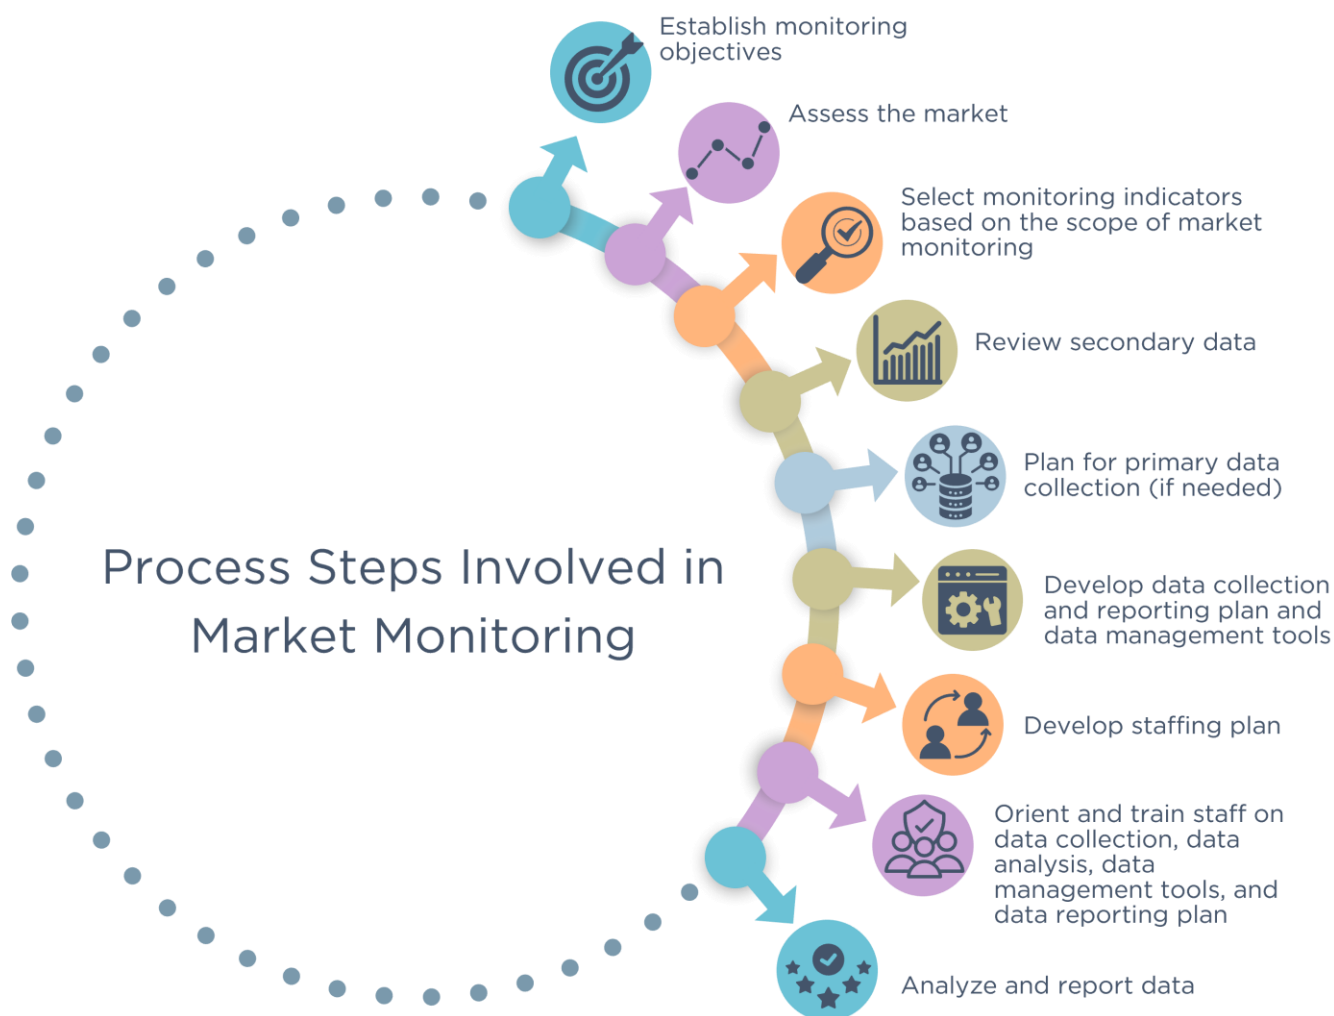 Establish monitoring
objectives
Assess the market
Select monitoring indicators
based on the scope of market
monitoring
Review secondary data
Plan for primary data
collection (if needed)
Process Steps Involved in
Market Monitoring
Develop data collection
and reporting plan and
data management tools
Develop staffing plan
Orient and train staff on
data collection, data
analysis, data
management tools, and
data reporting plan
Analyze and report data